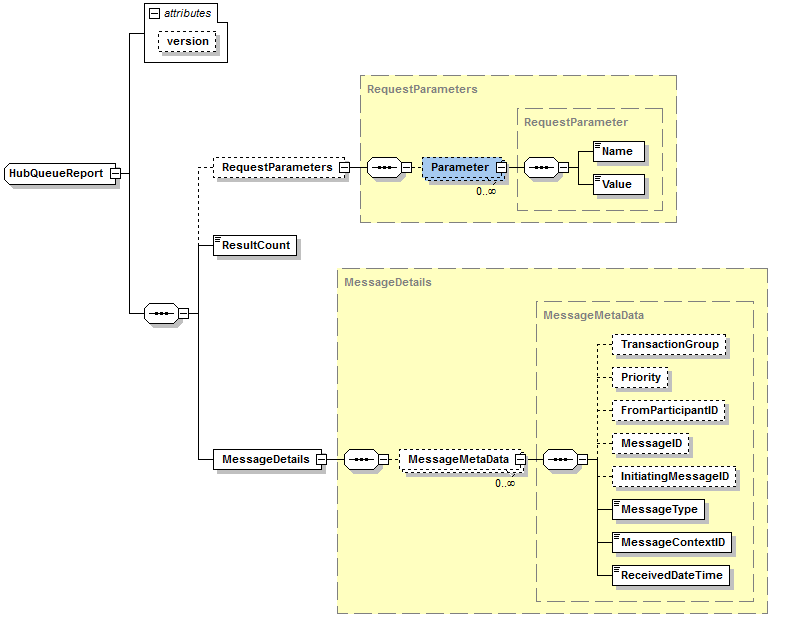 attributes
version
HubQueueReport
RequestParameters
RequestParameters
Parameter
0..∞
RequestParameter
Name
Value
ResultCount
MessageDetails
MessageDetails
MessageMetaData
0..∞
MessageMetaData
TransactionGroup
Priority
FromParticipantID
MessageID
InitiatingMessageID
MessageType
MessageContextID
ReceivedDateTime